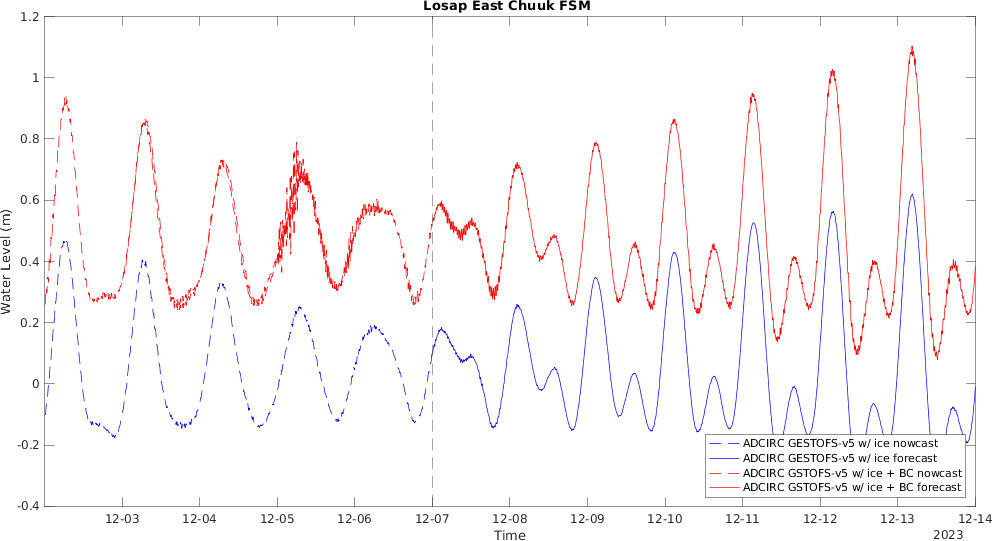 Losap East Chuuk FSM
1.2
1
0.8
0.6
0.4
0.2
0
-0.2
-0.4
Water Level (m)
ADCIRC GESTOFS-v5 w/ ice nowcast
ADCIRC GESTOFS-v5 w/ ice forecast
ADCIRC GSTOFS-v5 w/ ice + BC nowcast
ADCIRC GSTOFS-v5 w/ ice + BC forecast
12-03 12-04 12-05 12-06 12-07 12-08 12-09 12-10 12-11 12-12 12-13 12-14
Time 2023